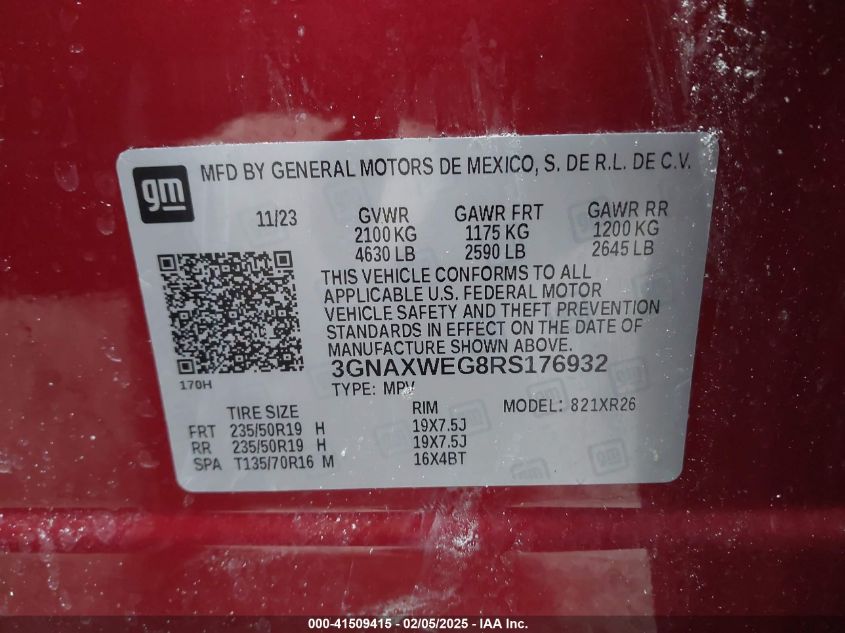 gm
MFD BY GENERAL MOTORS DE MEXICO, S. DE R.L. DE C.V.
11/23 GVWR GAWR FRT GAWR RR
2100 KG 1175 KG 1200 KG
4630 LB 2590 LB 2645 LB
THIS VEHICLE CONFORMS TO ALL
APPLICABLE U.S. FEDERAL MOTOR
VEHICLE SAFETY AND THEFT PREVENTION
STANDARDS IN EFFECT ON THE DATE OF
MANUFACTURE SHOWN ABOVE.
170H
3GNAXWEG8RS176932
TYPE: MPV MODEL: 821XR26
TIRE SIZE RIM
FRT 235/50R19 H 19X7.5J
RR 235/50R19 H 19X7.5J
SPA T135/70R16 M 16X4BT
000-41509415 - 02/05/2025 - IAA Inc.